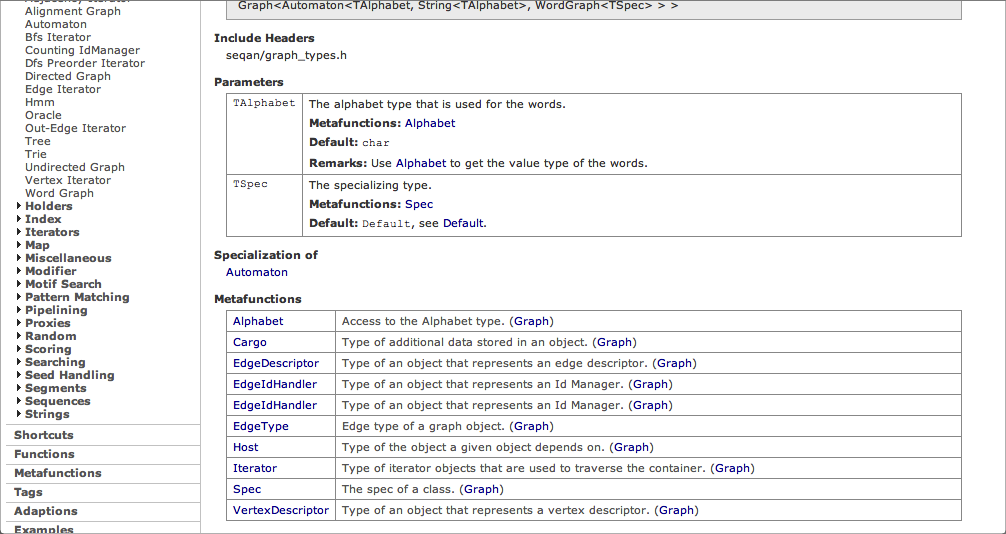 Alignment Graph
Automaton
Bfs Iterator
Counting IdManager
Dfs Preorder Iterator
Directed Graph
Edge Iterator
Hmm
Oracle
Out-Edge Iterator
Tree
Trie
Undirected Graph
Vertex Iterator
Word Graph
Holders
Index
Iterators
Map
Miscellaneous
Modifier
Motif Search
Pattern Matching
Pipelining
Proxies
Random
Scoring
Searching
Seed Handling
Segments
Sequences
Strings
Shortcuts
Functions
Metafunctions
Tags
Adaptions
Examples
Graph<Automaton<TAlphabet, String<TAlphabet>, WordGraph<TSpec> > >
Include Headers
seqan/graph_types.h
Parameters
TAlphabet The alphabet type that is used for the words.
Metafunctions: Alphabet
Default: char
Remarks: Use Alphabet to get the value type of the words.
TSpec The specializing type.
Metafunctions: Spec
Default: Default, see Default.
Specialization of
Automaton
Metafunctions
Alphabet Access to the Alphabet type. (Graph)
Cargo Type of additional data stored in an object. (Graph)
EdgeDescriptor Type of an object that represents an edge descriptor. (Graph)
EdgeIdHandler Type of an object that represents an Id Manager. (Graph)
EdgeIdHandler Type of an object that represents an Id Manager. (Graph)
EdgeType Edge type of a graph object. (Graph)
Host Type of the object a given object depends on. (Graph)
Iterator Type of iterator objects that are used to traverse the container. (Graph)
Spec The spec of a class. (Graph)
VertexDescriptor Type of an object that represents a vertex descriptor. (Graph)